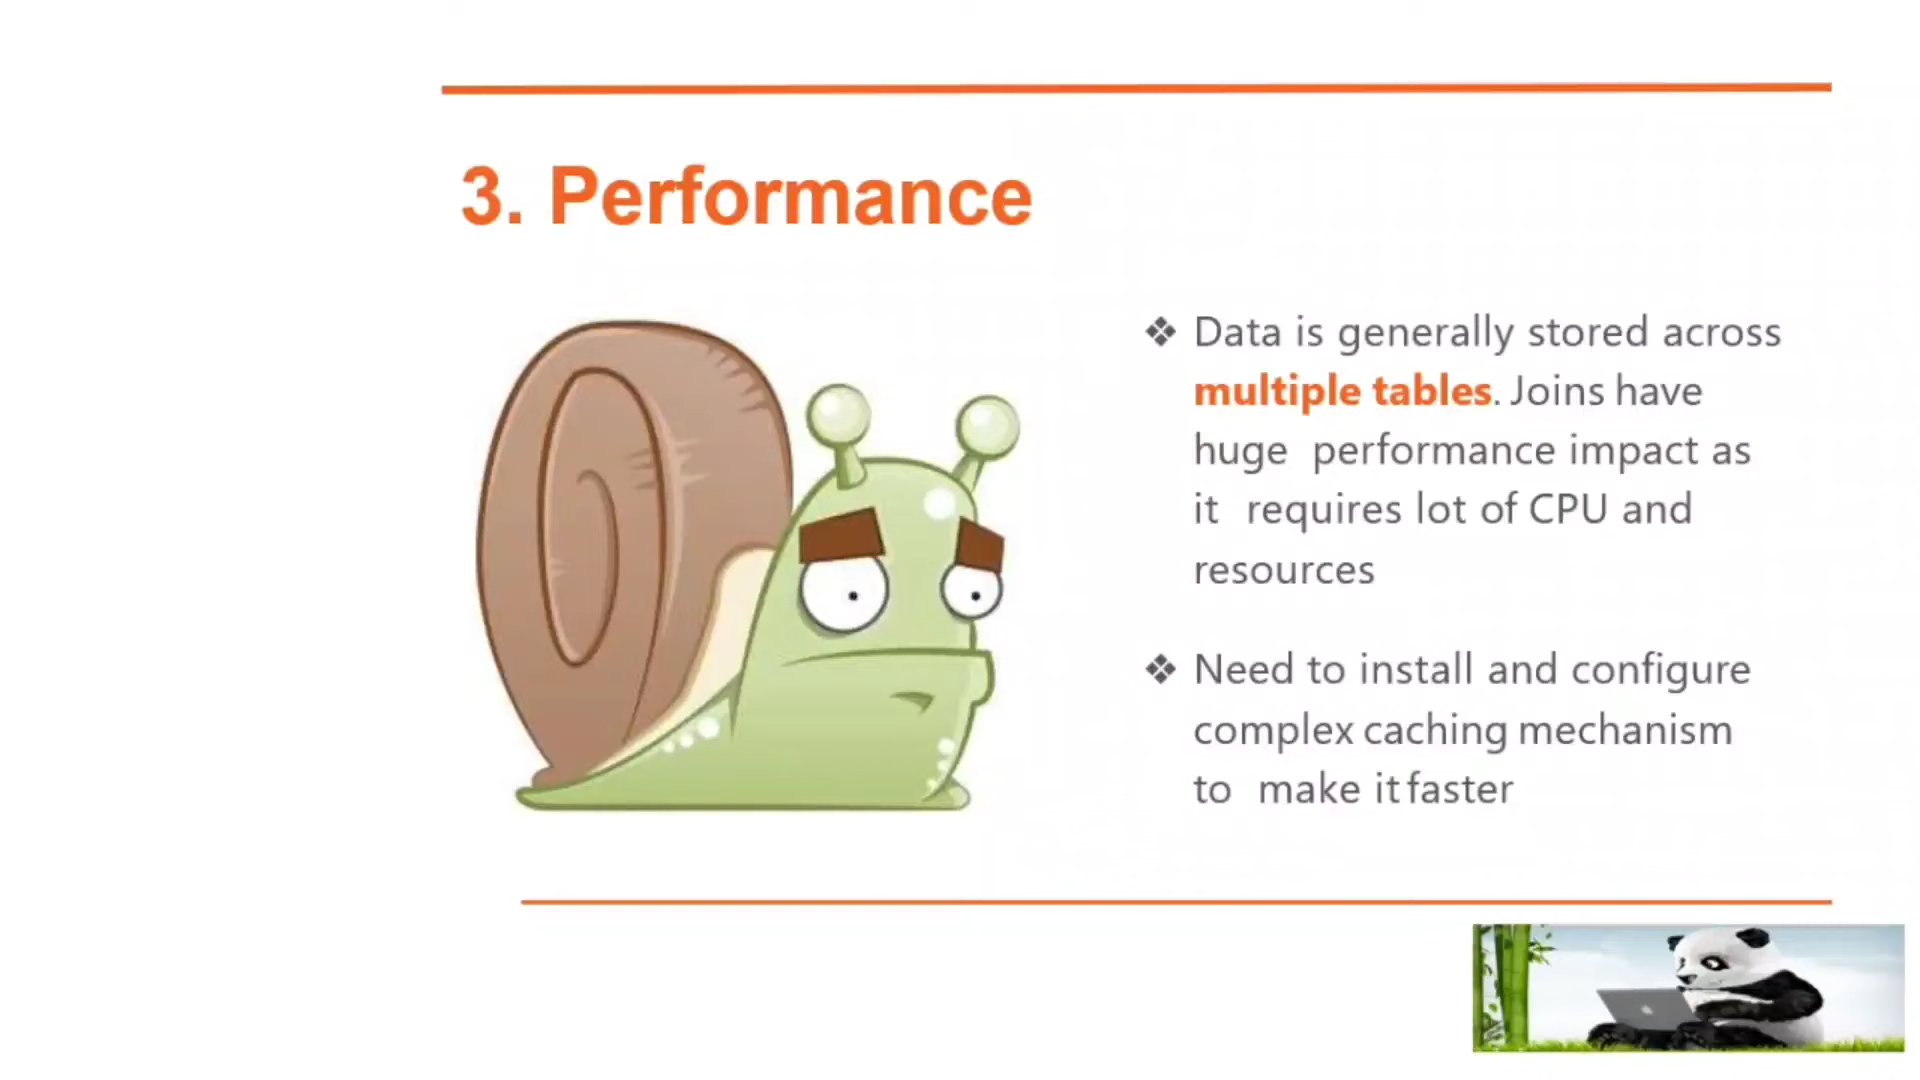 3. Performance
❖ Data is generally stored across
multiple tables. Joins have
huge performance impact as
it requires lot of CPU and
resources
❖ Need to install and configure
complex caching mechanism
to make it faster